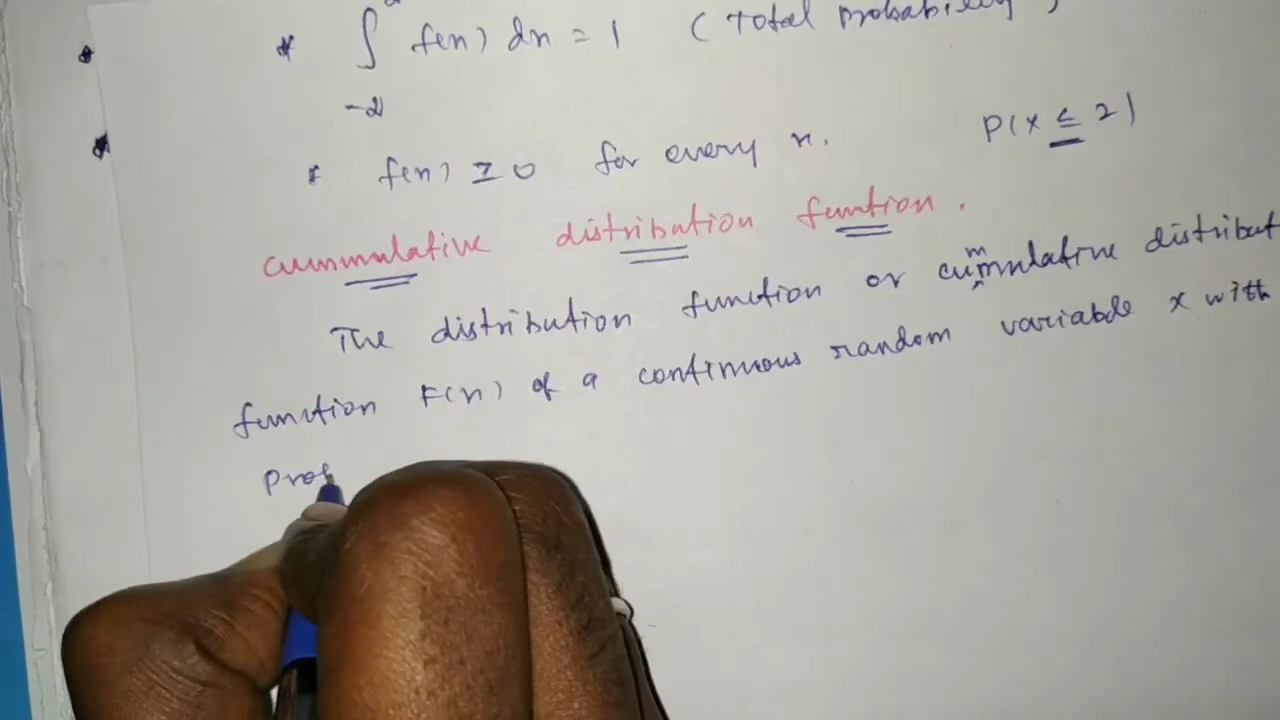 * ∫ f(x) dx = 1 (Total probability)
-∞
* f(x) ≥ 0 for every x. P(X ≤ 2)
cummulative distribution funtion.
The distribution function or cummulative distribut
function F(x) of a continuous random variable X with
Prob